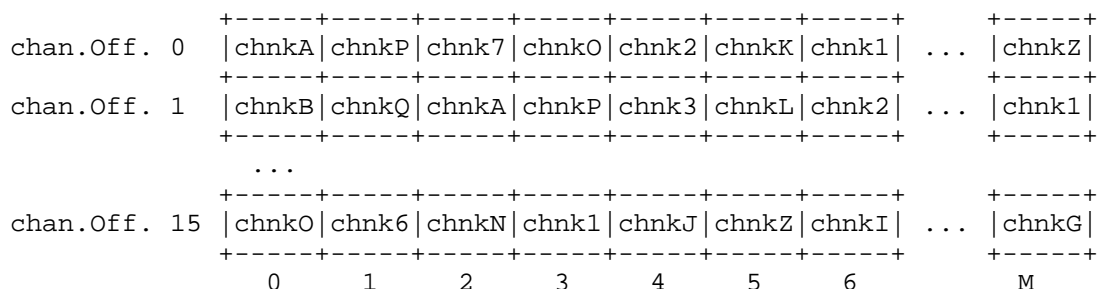 +-----+-----+-----+-----+-----+-----+-----+ +-----+
chan.Off. 0 |chnkA|chnkP|chnk7|chnkO|chnk2|chnkK|chnk1| ... |chnkZ|
+-----+-----+-----+-----+-----+-----+-----+ +-----+
chan.Off. 1 |chnkB|chnkQ|chnkA|chnkP|chnk3|chnkL|chnk2| ... |chnk1|
+-----+-----+-----+-----+-----+-----+-----+ +-----+
...
+-----+-----+-----+-----+-----+-----+-----+ +-----+
chan.Off. 15 |chnkO|chnk6|chnkN|chnk1|chnkJ|chnkZ|chnkI| ... |chnkG|
+-----+-----+-----+-----+-----+-----+-----+ +-----+
0 1 2 3 4 5 6 M